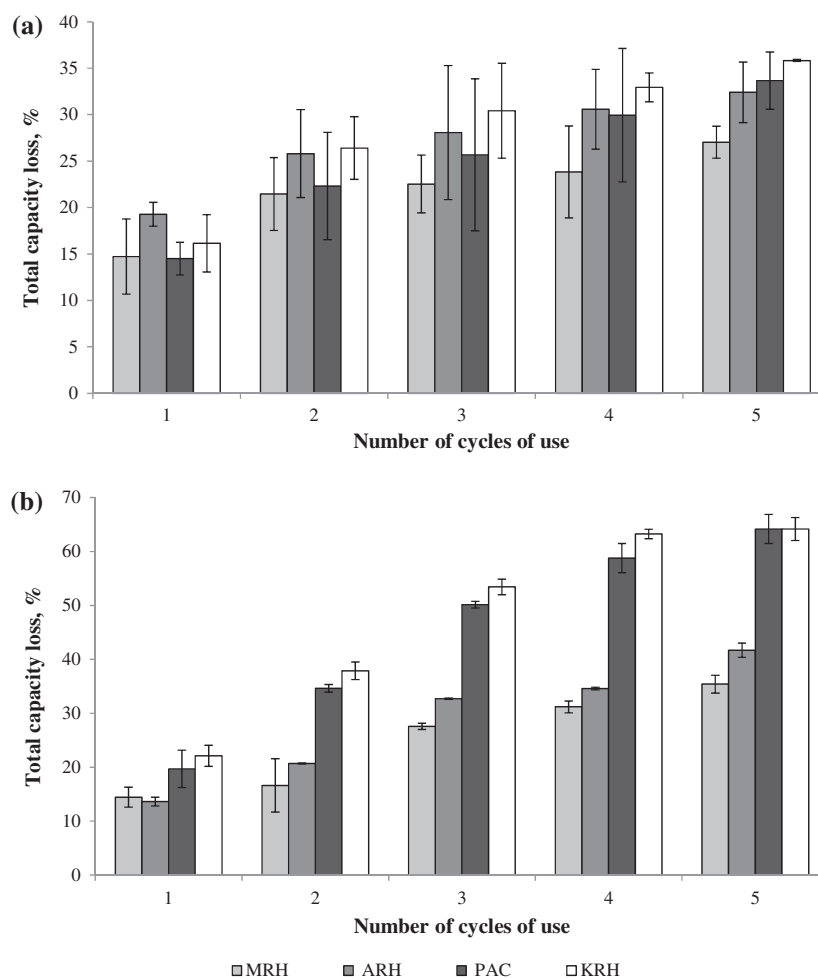 (a)
Total capacity loss, %
40
35
30
25
20
15
10
5
0
1 2 3 4 5
Number of cycles of use
(b)
Total capacity loss, %
70
60
50
40
30
20
10
0
1 2 3 4 5
Number of cycles of use
MRH ARH PAC KRH